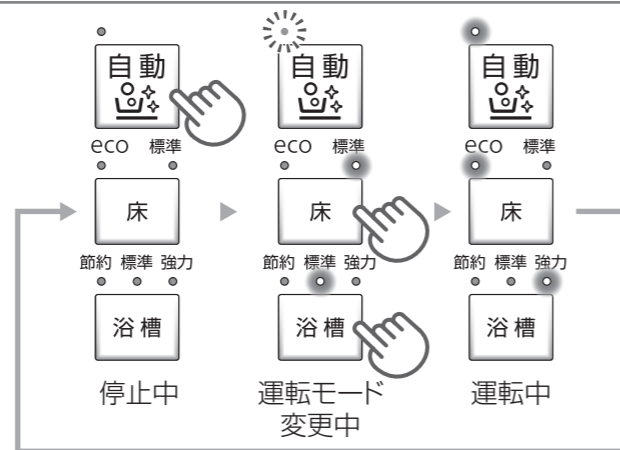 自動
eco 標準
床
節約 標準 強力
浴槽
停止中
自動
eco 標準
床
節約 標準 強力
浴槽
運転モード
変更中
自動
eco 標準
床
節約 標準 強力
浴槽
運転中